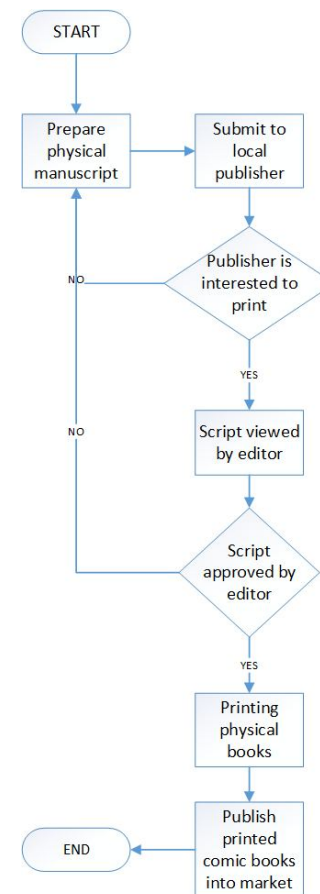 START
Prepare
physical
manuscript
Submit to
local
publisher
Publisher is
interested to
print
NO
YES
Script viewed
by editor
NO
Script
approved by
editor
YES
Printing
physical
books
Publish
printed
comic books
into market
END